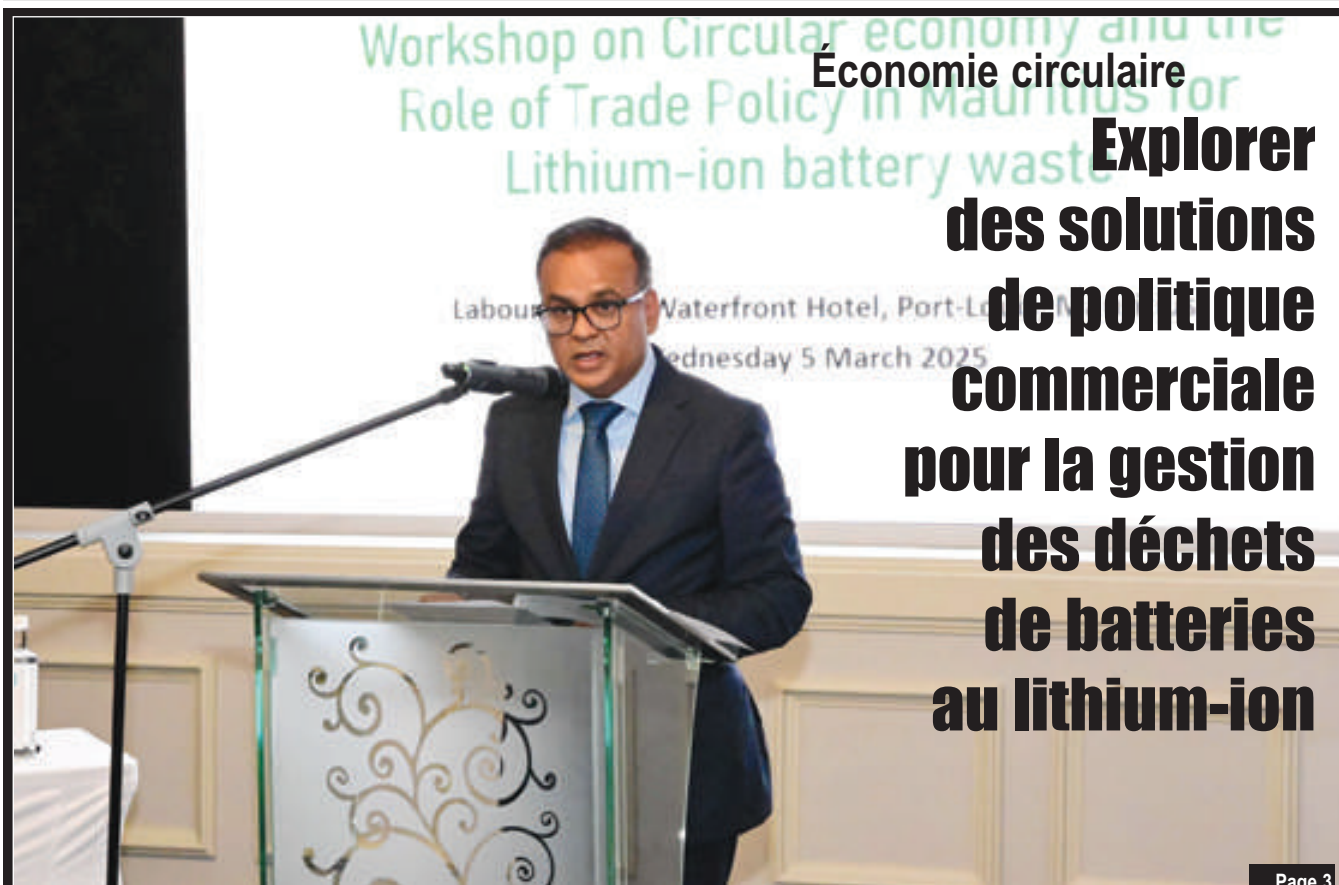 Workshop on Circular economy and the
Role of Trade Policy in Mauritius for
Lithium-ion battery waste
Waterfront Hotel, Port-
Wednesday 5 March 2025
Économie circulaire
Explorer
des solutions
de politique
commerciale
pour la gestion
des déchets
de batteries
au lithium-ion
Page 3